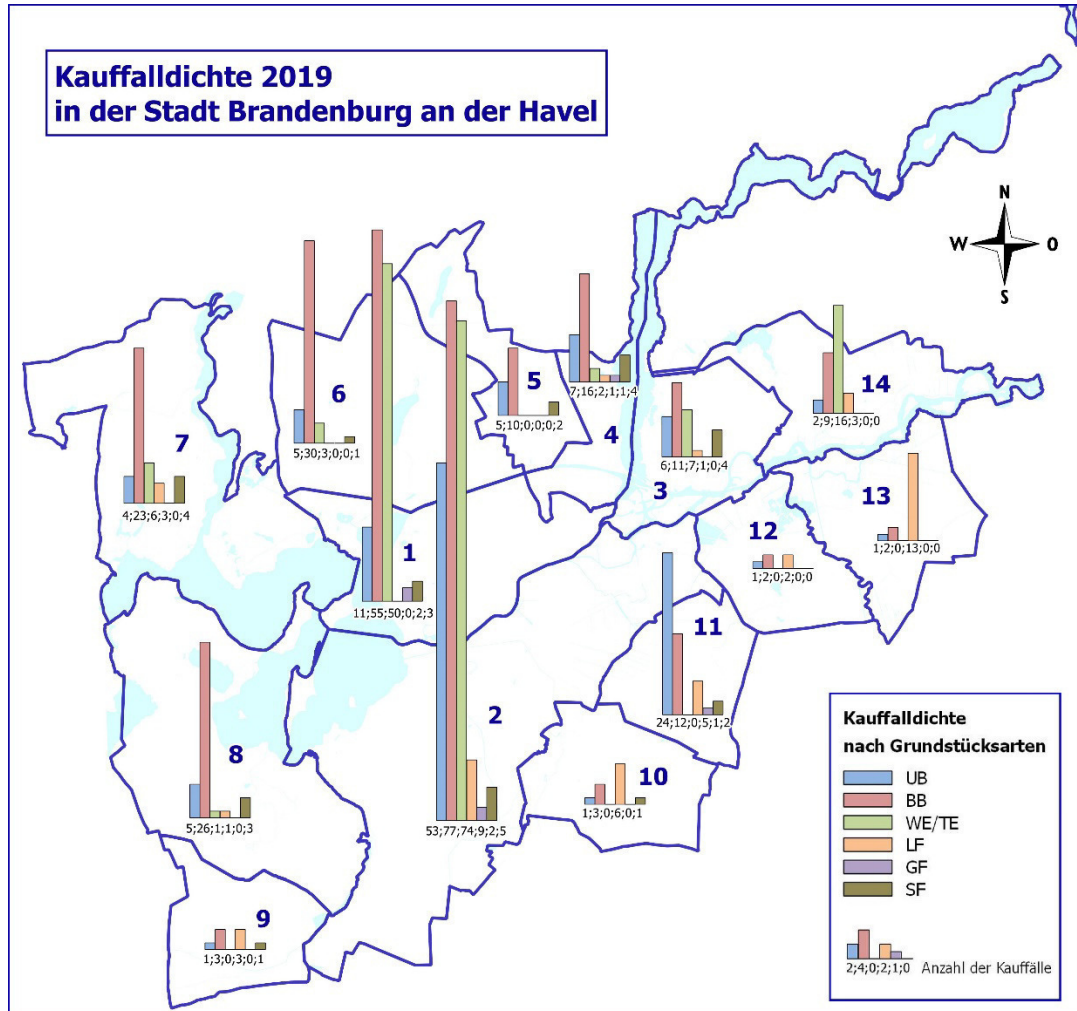 Kauffalldichte 2019
in der Stadt Brandenburg an der Havel
N
W O
S
6
5;30;3;0;0;1
5
5;10;0;0;0;2
7;16;2;1;1;4
4
14
2;9;16;3;0;0
7
4;23;6;3;0;4
6;11;7;1;0;4
3
13
1;2;0;13;0;0
12
1;2;0;2;0;0
1
11;55;50;0;2;3
11
24;12;0;5;1;2
2
53;77;74;9;2;5
8
5;26;1;1;0;3
10
1;3;0;6;0;1
9
1;3;0;3;0;1
Kauffalldichte
nach Grundstücksarten
UB
BB
WE/TE
LF
GF
SF
2;4;0;2;1;0 Anzahl der Kauffälle